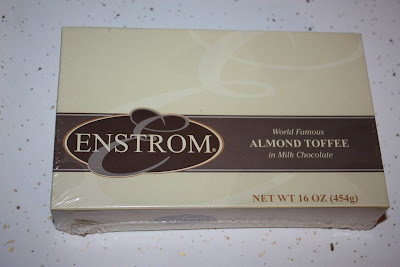 ENSTROM®
World Famous
ALMOND TOFFEE
in Milk Chocolate
NET WT 16 OZ (454g)